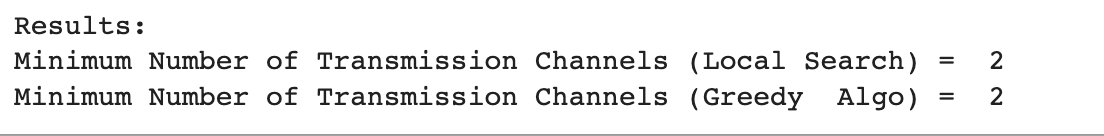 Results:
Minimum Number of Transmission Channels (Local Search) =  2
Minimum Number of Transmission Channels (Greedy  Algo) =  2